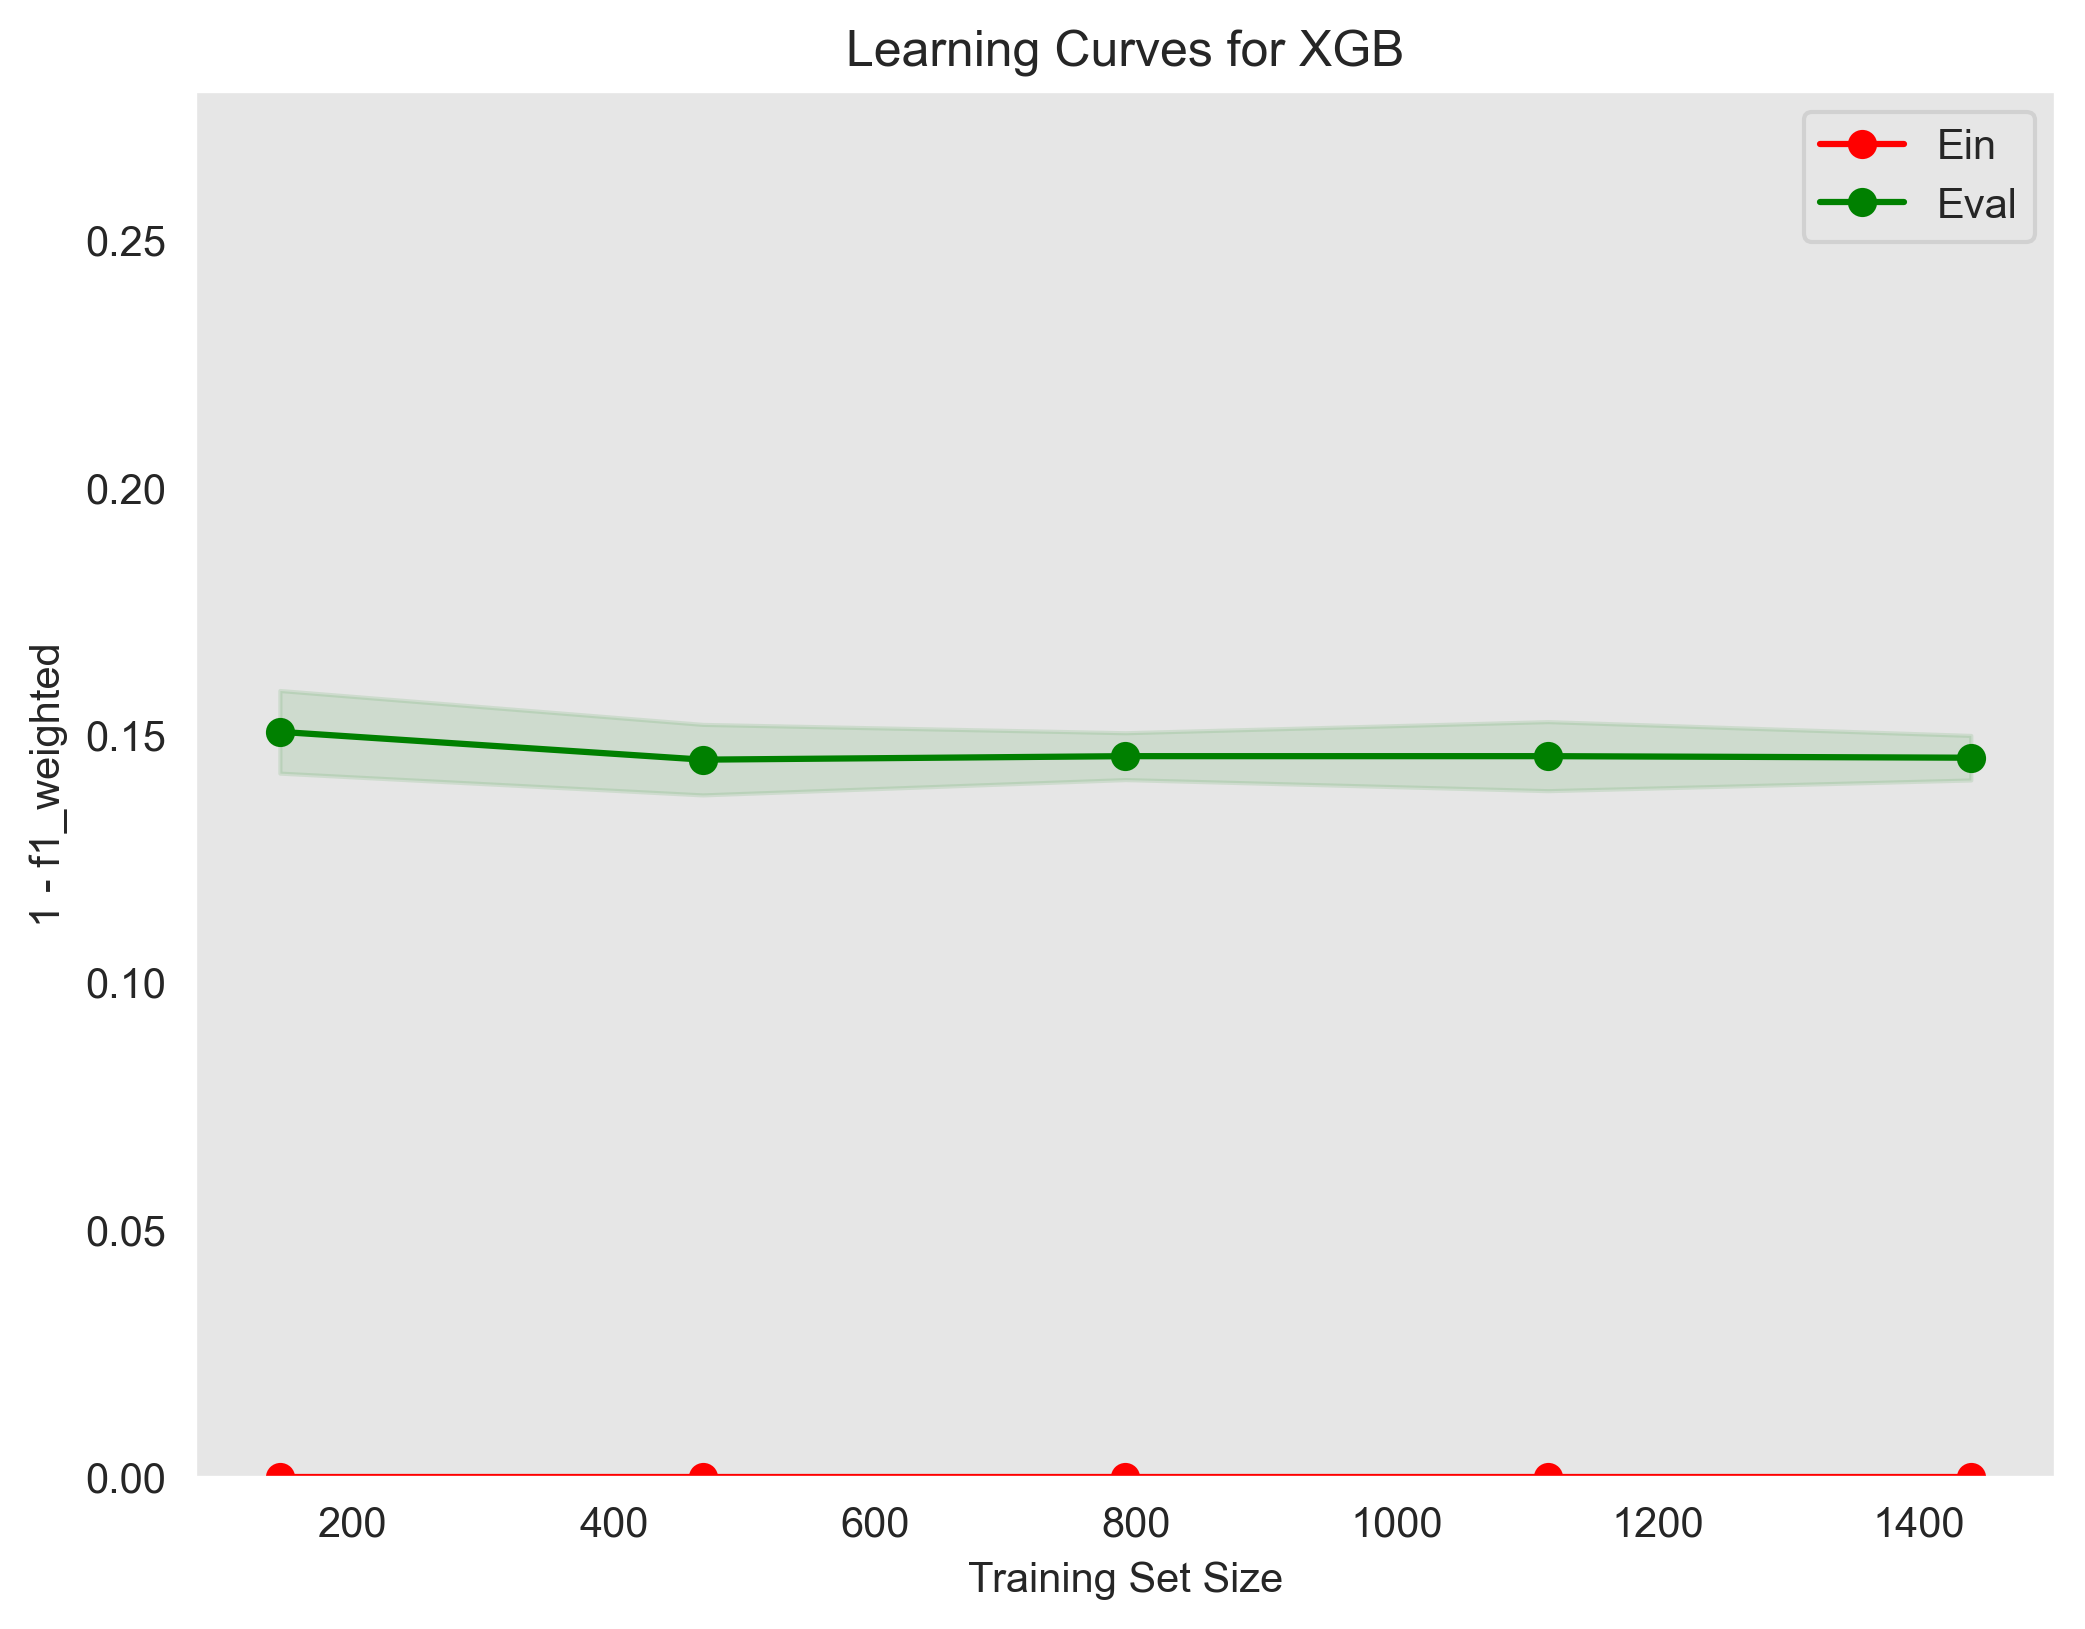 Learning Curves for XGB
Ein
Eval
0.25
0.20
0.15
0.10
0.05
0.00
1 - f1_weighted
200 400 600 800 1000 1200 1400
Training Set Size